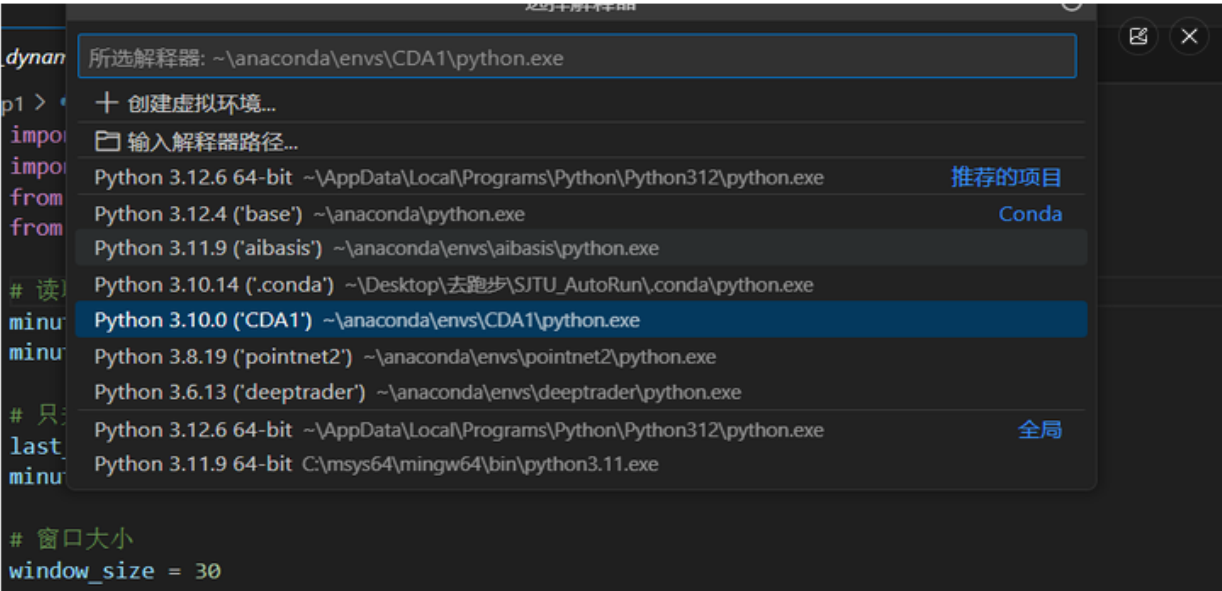 选择解释器
_dynam
所选解释器: ~\anaconda\envs\CDA1\python.exe
p1 >
+ 创建虚拟环境...
impo
输入解释器路径...
impo
Python 3.12.6 64-bit ~\AppData\Local\Programs\Python\Python312\python.exe 推荐的项目
from
Python 3.12.4 ('base') ~\anaconda\python.exe Conda
from
Python 3.11.9 ('aibasis') ~\anaconda\envs\aibasis\python.exe
# 读
Python 3.10.14 ('.conda') ~\Desktop\去跑步\SJTU_AutoRun\.conda\python.exe
minu
Python 3.10.0 ('CDA1') ~\anaconda\envs\CDA1\python.exe
minu
Python 3.8.19 ('pointnet2') ~\anaconda\envs\pointnet2\python.exe
Python 3.6.13 ('deeptrader') ~\anaconda\envs\deeptrader\python.exe
# 只
Python 3.12.6 64-bit ~\AppData\Local\Programs\Python\Python312\python.exe 全局
last_
Python 3.11.9 64-bit C:\msys64\mingw64\bin\python3.11.exe
minu
# 窗口大小
window_size = 30